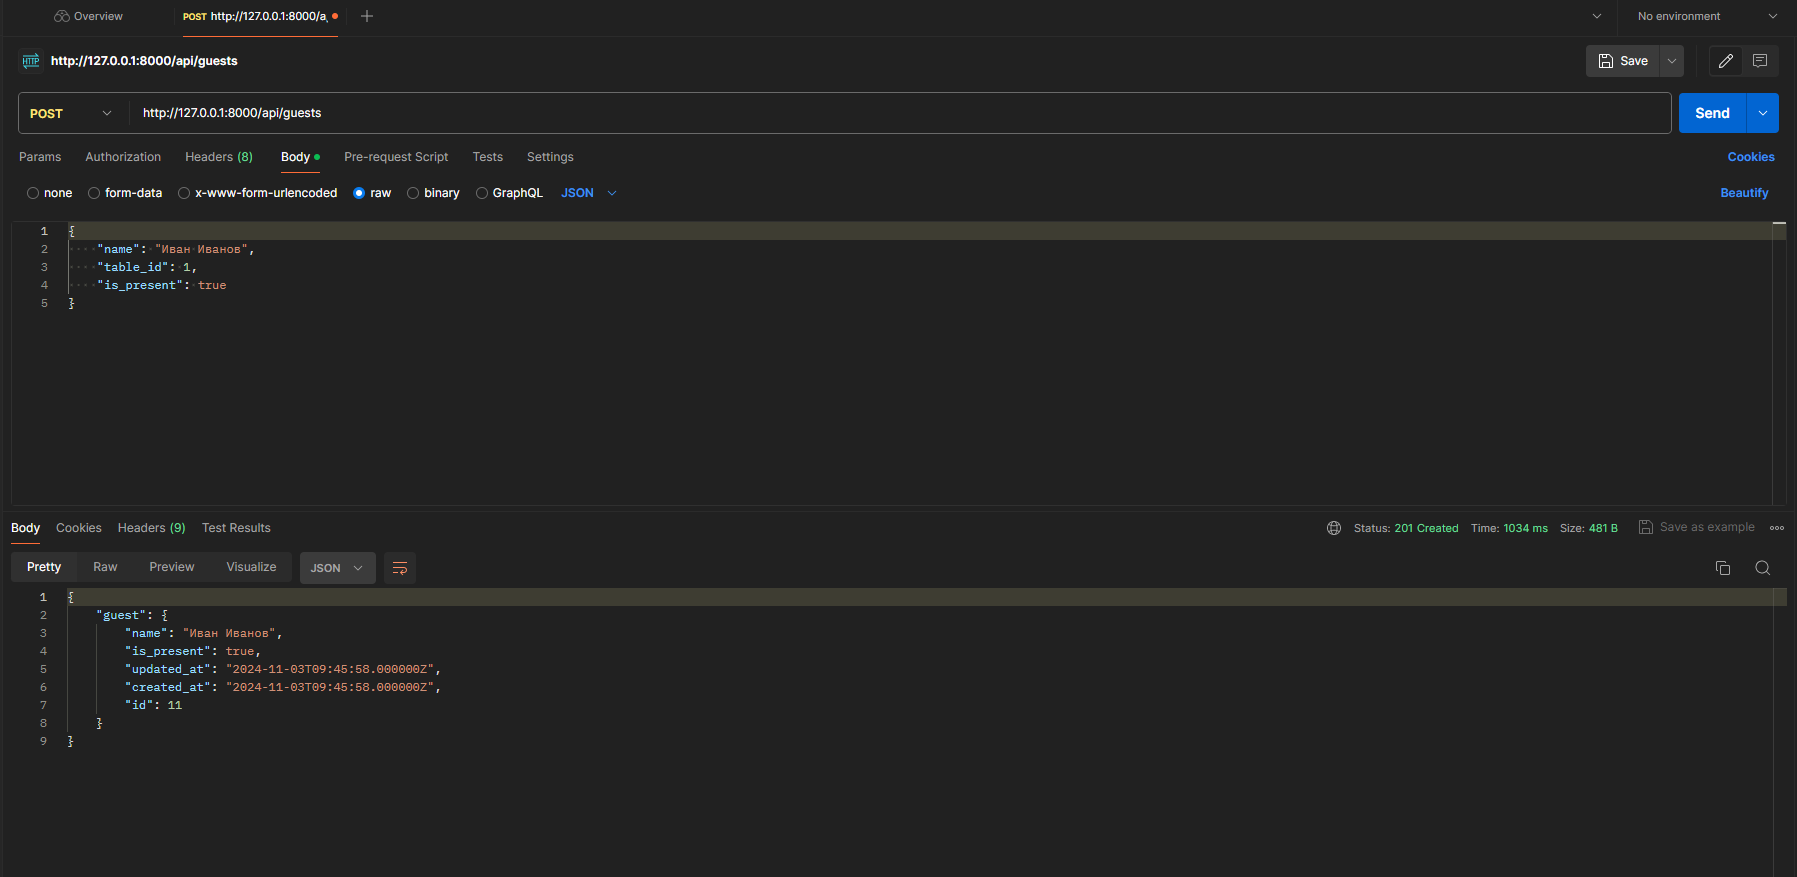 Overview POST http://127.0.0.1:8000/a No environment
HTTP http://127.0.0.1:8000/api/guests Save
POST http://127.0.0.1:8000/api/guests Send
Params Authorization Headers (8) Body Pre-request Script Tests Settings Cookies
none form-data x-www-form-urlencoded raw binary GraphQL JSON Beautify
1 {
2 "name": "Иван Иванов",
3 "table_id": 1,
4 "is_present": true
5 }
Body Cookies Headers (9) Test Results Status: 201 Created Time: 1034 ms Size: 481 B Save as example
Pretty Raw Preview Visualize JSON
1 {
2 "guest": {
3 "name": "Иван Иванов",
4 "is_present": true,
5 "updated_at": "2024-11-03T09:45:58.000000Z",
6 "created_at": "2024-11-03T09:45:58.000000Z",
7 "id": 11
8 }
9 }